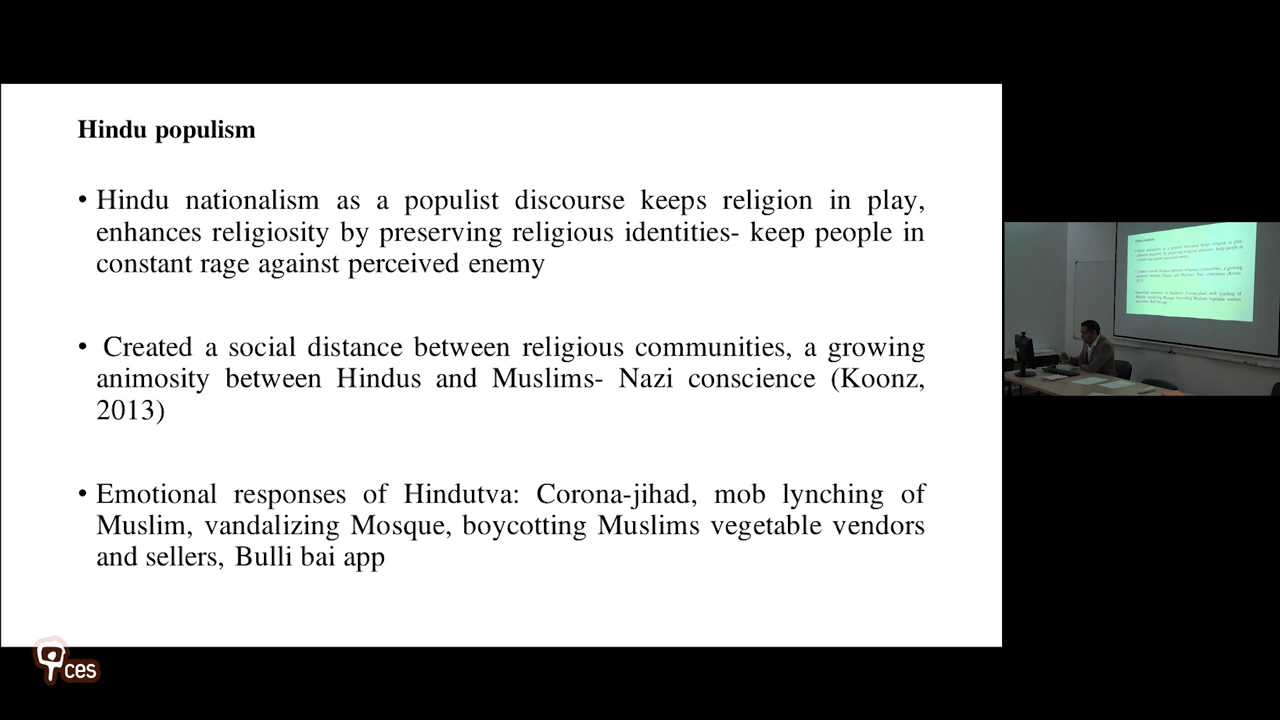 Hindu populism
• Hindu nationalism as a populist discourse keeps religion in play,
enhances religiosity by preserving religious identities- keep people in
constant rage against perceived enemy
• Created a social distance between religious communities, a growing
animosity between Hindus and Muslims- Nazi conscience (Koonz,
2013)
• Emotional responses of Hindutva: Corona-jihad, mob lynching of
Muslim, vandalizing Mosque, boycotting Muslims vegetable vendors
and sellers, Bulli bai app
ces